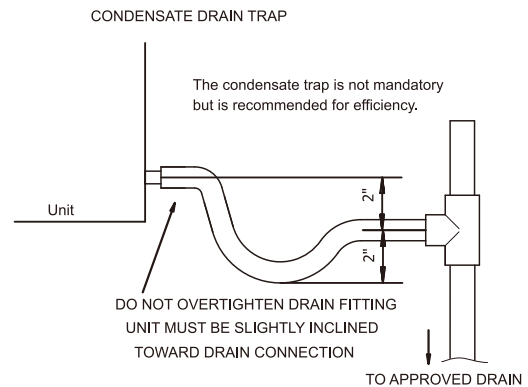 CONDENSATE DRAIN TRAP
The condensate trap is not mandatory
but is recommended for efficiency.
2"
Unit
2"
DO NOT OVERTIGHTEN DRAIN FITTING
UNIT MUST BE SLIGHTLY INCLINED
TOWARD DRAIN CONNECTION
TO APPROVED DRAIN